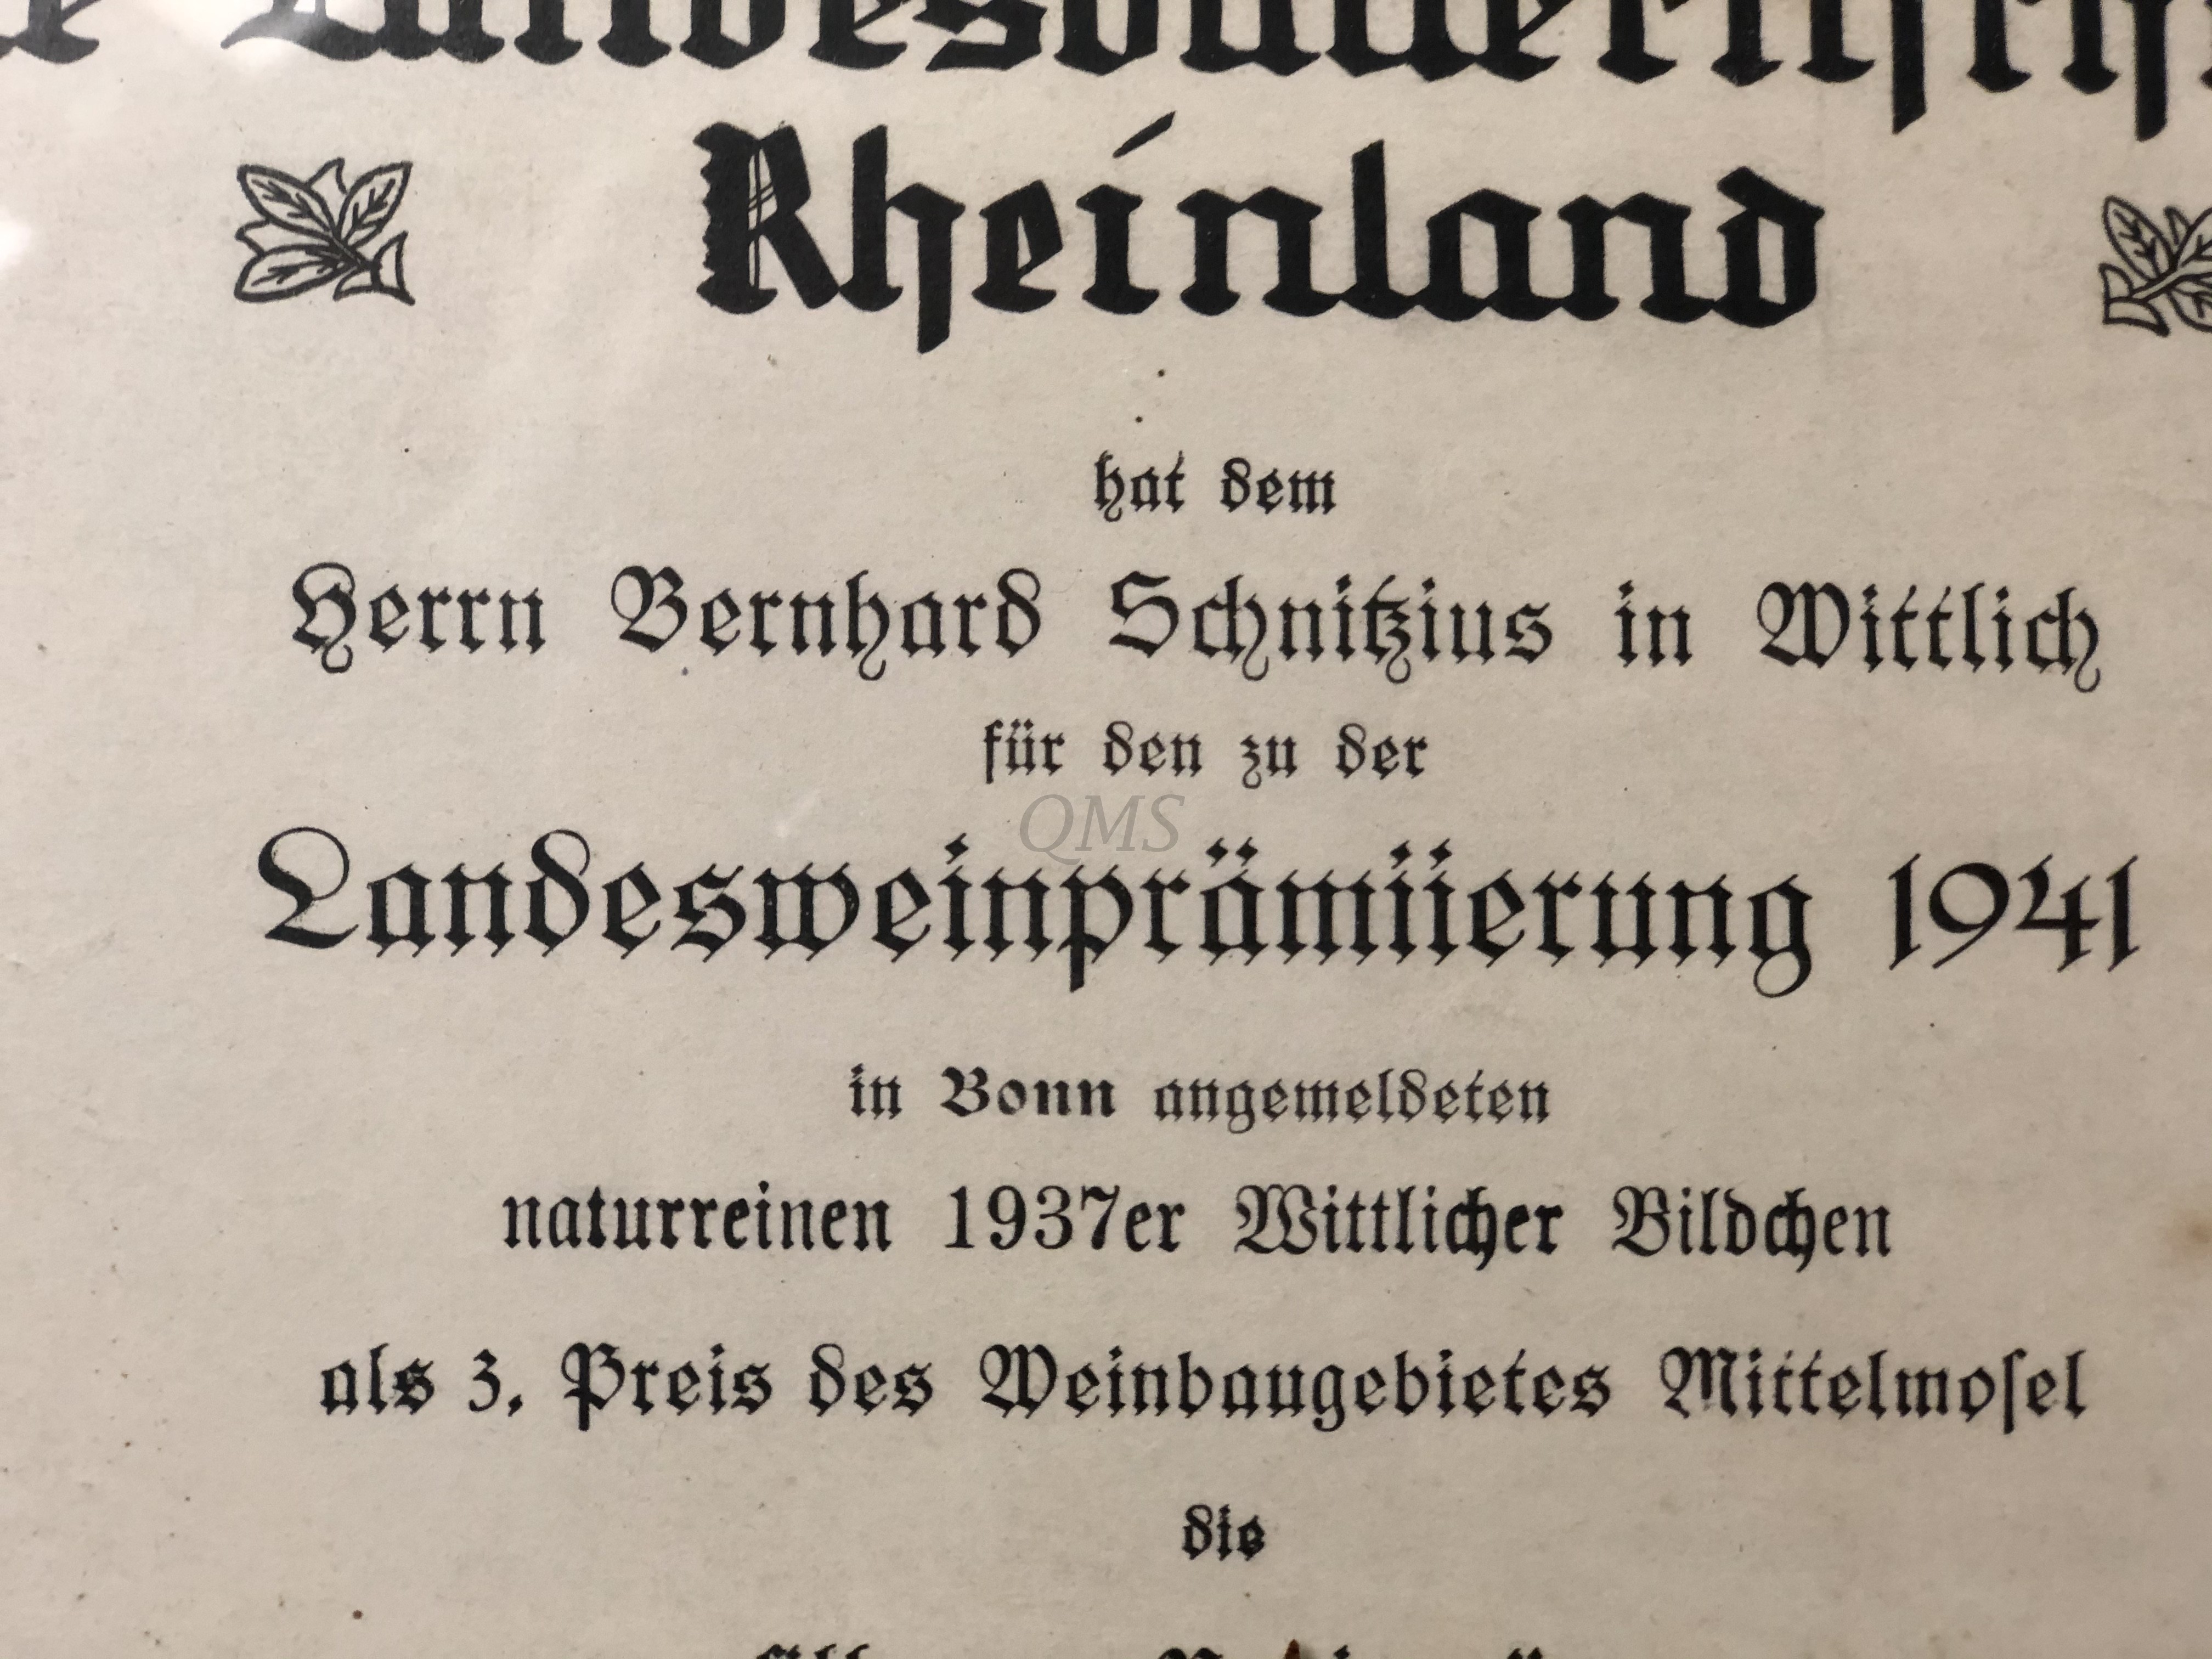 Rheinland
hat dem
Herrn Bernhard Schnitzius in Wittlich
für den zu der
QMS
Landesweinprämiierung 1941
in Bonn angemeldeten
naturreinen 1937er Wittlicher Bildchen
als 3. Preis des Weinbaugebietes Mittelmoſel
die